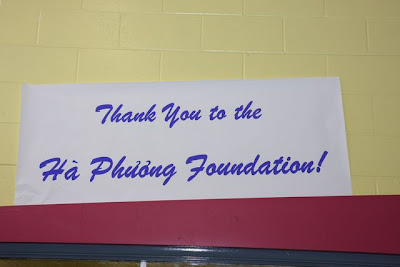 Thank You to the
Hà Phương Foundation!